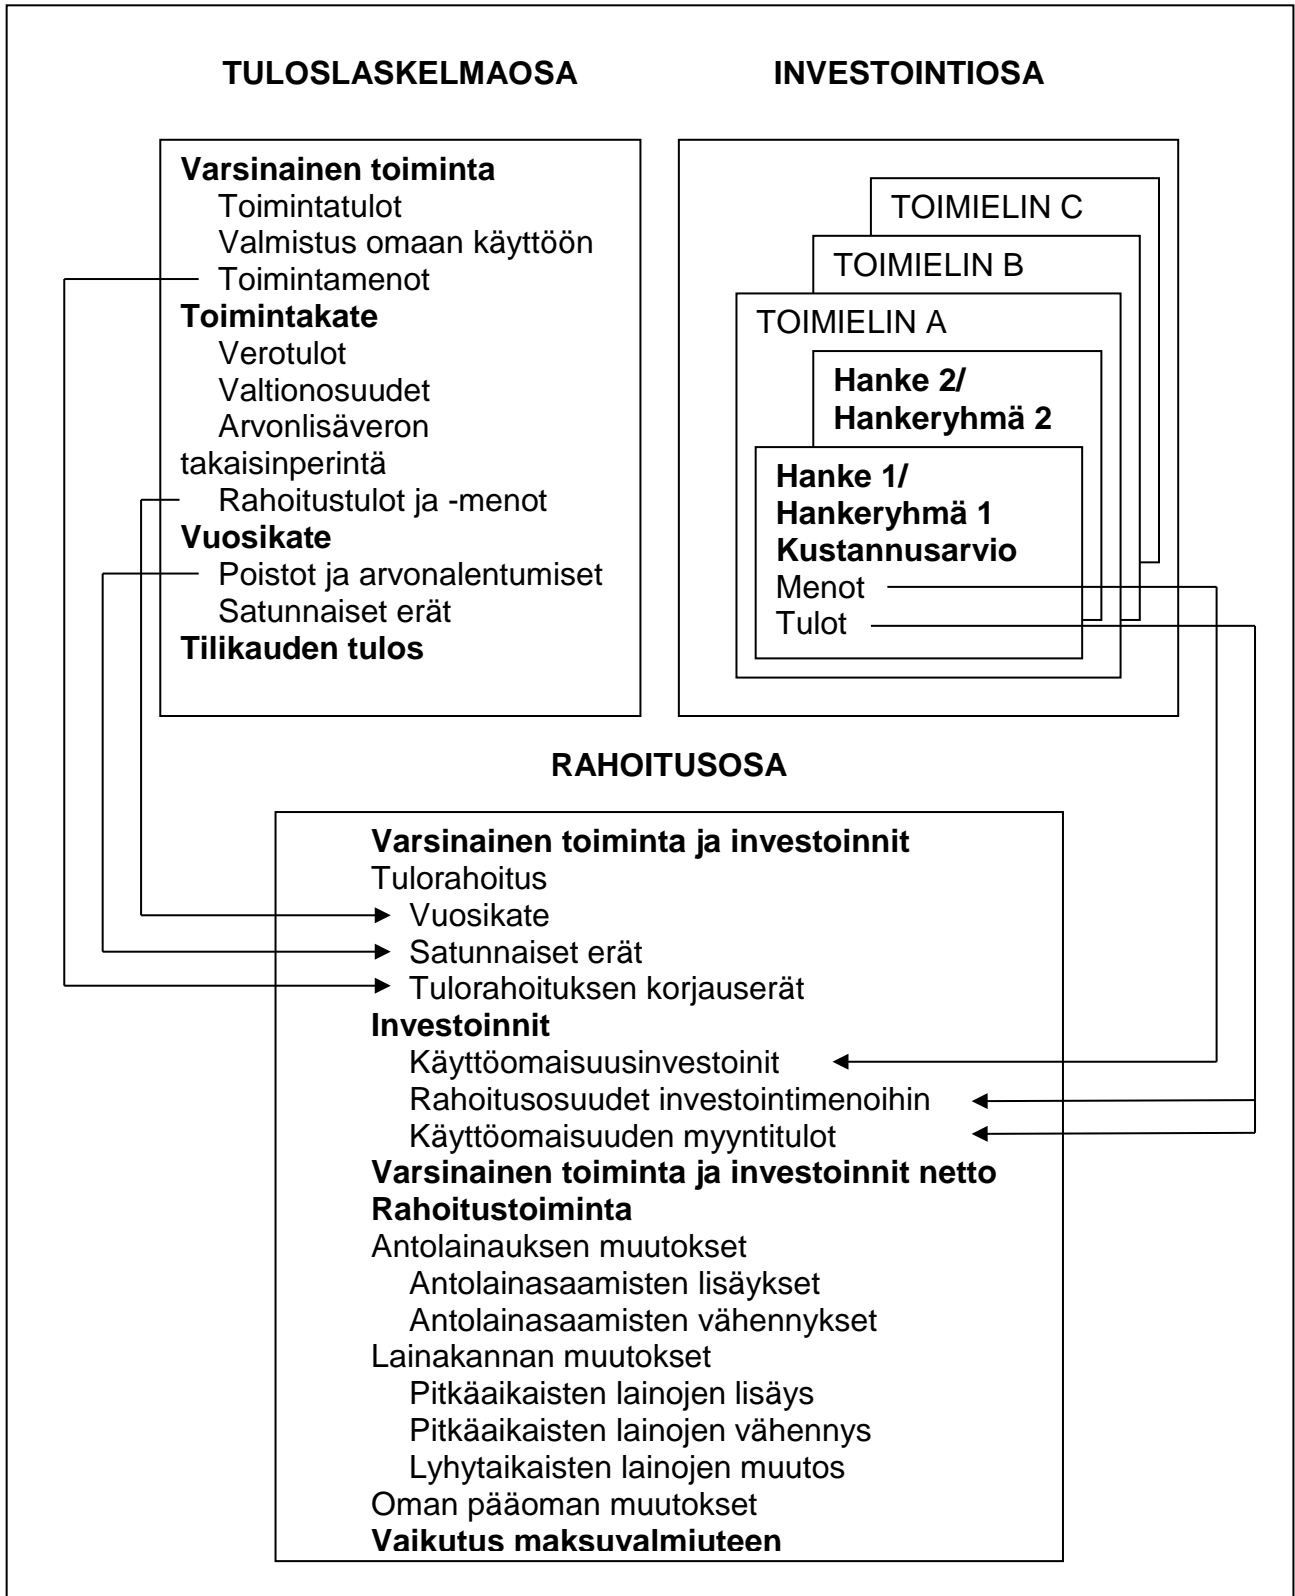 TULOSLASKELMAOSA
Varsinainen toiminta
Toimintatulot
Valmistus omaan käyttöön
Toimintamenot
Toimintakate
Verotulot
Valtionosuudet
Arvonlisäveron
takaisinperintä
Rahoitustulot ja -menot
Vuosikate
Poistot ja arvonalentumiset
Satunnaiset erät
Tilikauden tulos
INVESTOINTIOSA
TOIMIELIN C
TOIMIELIN B
TOIMIELIN A
Hanke 2/
Hankeryhmä 2
Hanke 1/
Hankeryhmä 1
Kustannusarvio
Menot
Tulot
RAHOITUSOSA
Varsinainen toiminta ja investoinnit
Tulorahoitus
Vuosikate
Satunnaiset erät
Tulorahoituksen korjauserät
Investoinnit
Käyttöomaisuusinvestoinit
Rahoitusosuudet investointimenoihin
Käyttöomaisuuden myyntitulot
Varsinainen toiminta ja investoinnit netto
Rahoitustoiminta
Antolainauksen muutokset
Antolainasaamisten lisäykset
Antolainasaamisten vähennykset
Lainakannan muutokset
Pitkäaikaisten lainojen lisäys
Pitkäaikaisten lainojen vähennys
Lyhytaikaisten lainojen muutos
Oman pääoman muutokset
Vaikutus maksuvalmiuteen